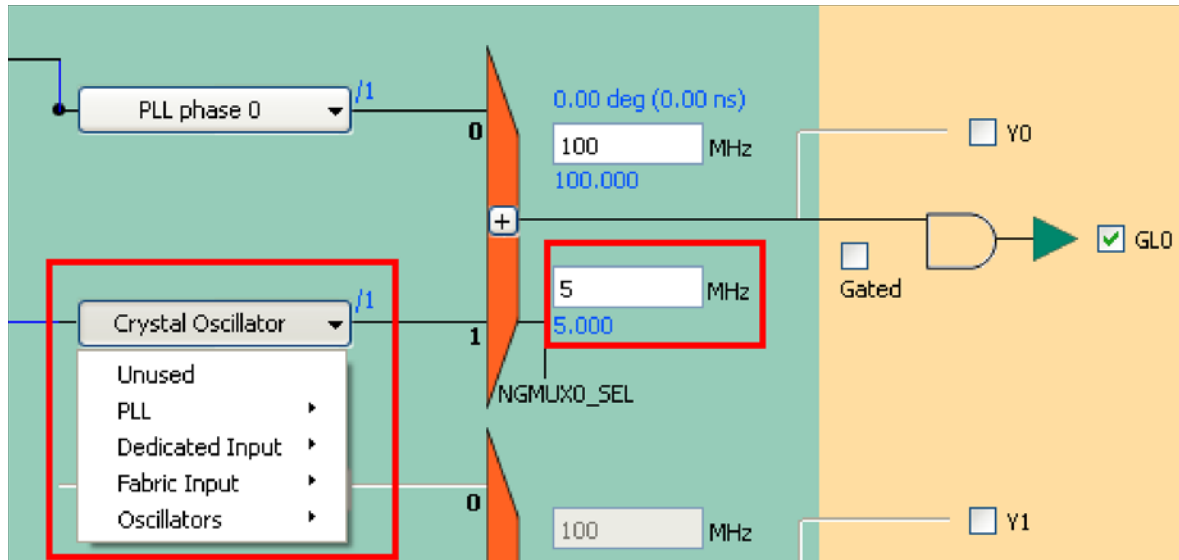 PLL phase 0
/1
0
0.00 deg (0.00 ns)
100 MHz
100.000
Y0
+
GL0
Gated
Crystal Oscillator
/1
1
5 MHz
5.000
NGMUX0_SEL
Unused
PLL
Dedicated Input
Fabric Input
Oscillators
0
100 MHz
Y1